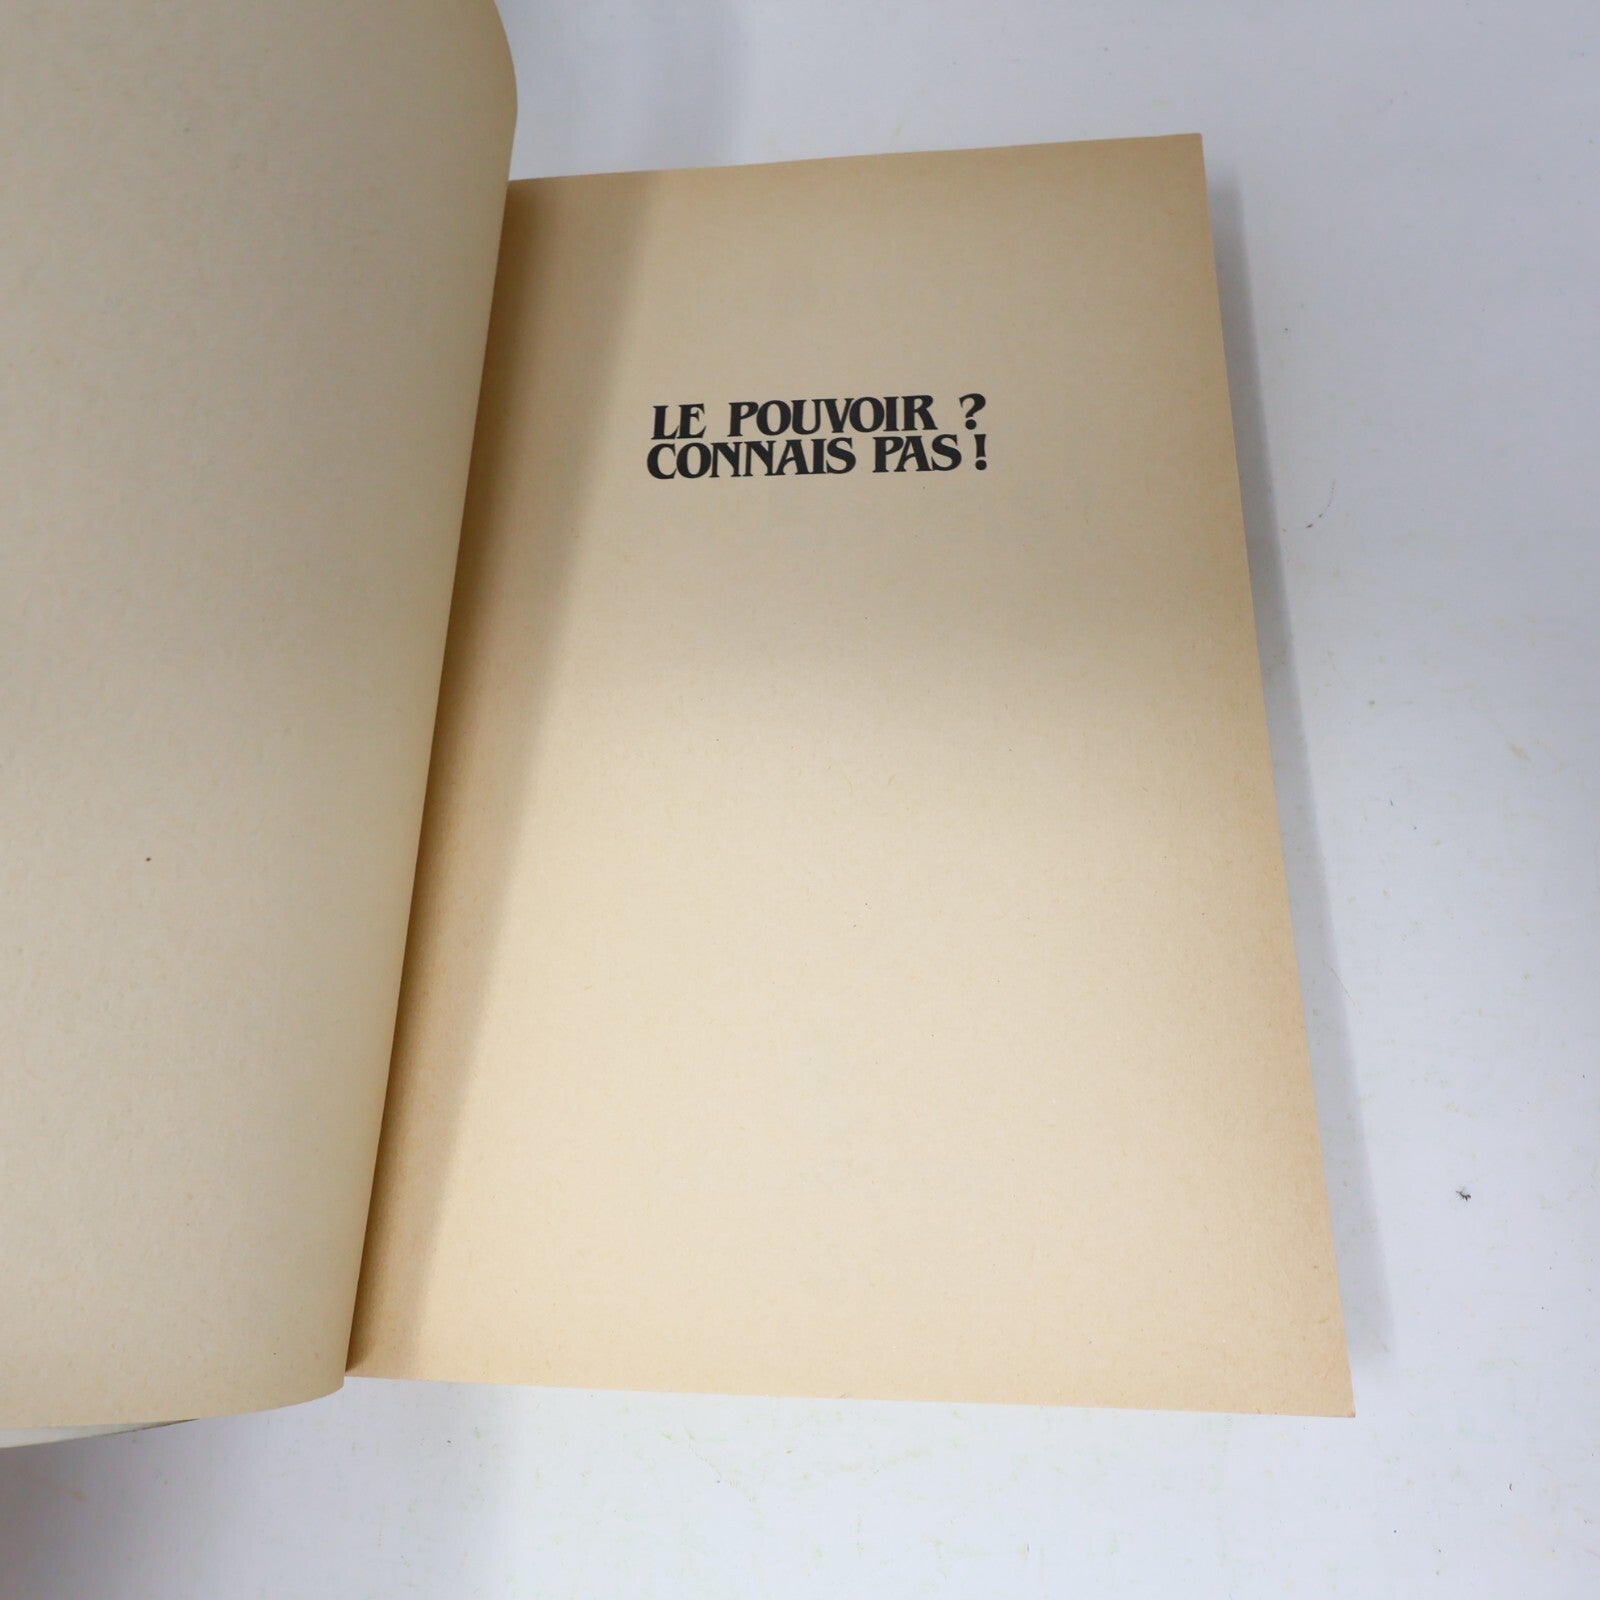 LE POUVOIR ?
CONNAIS PAS !